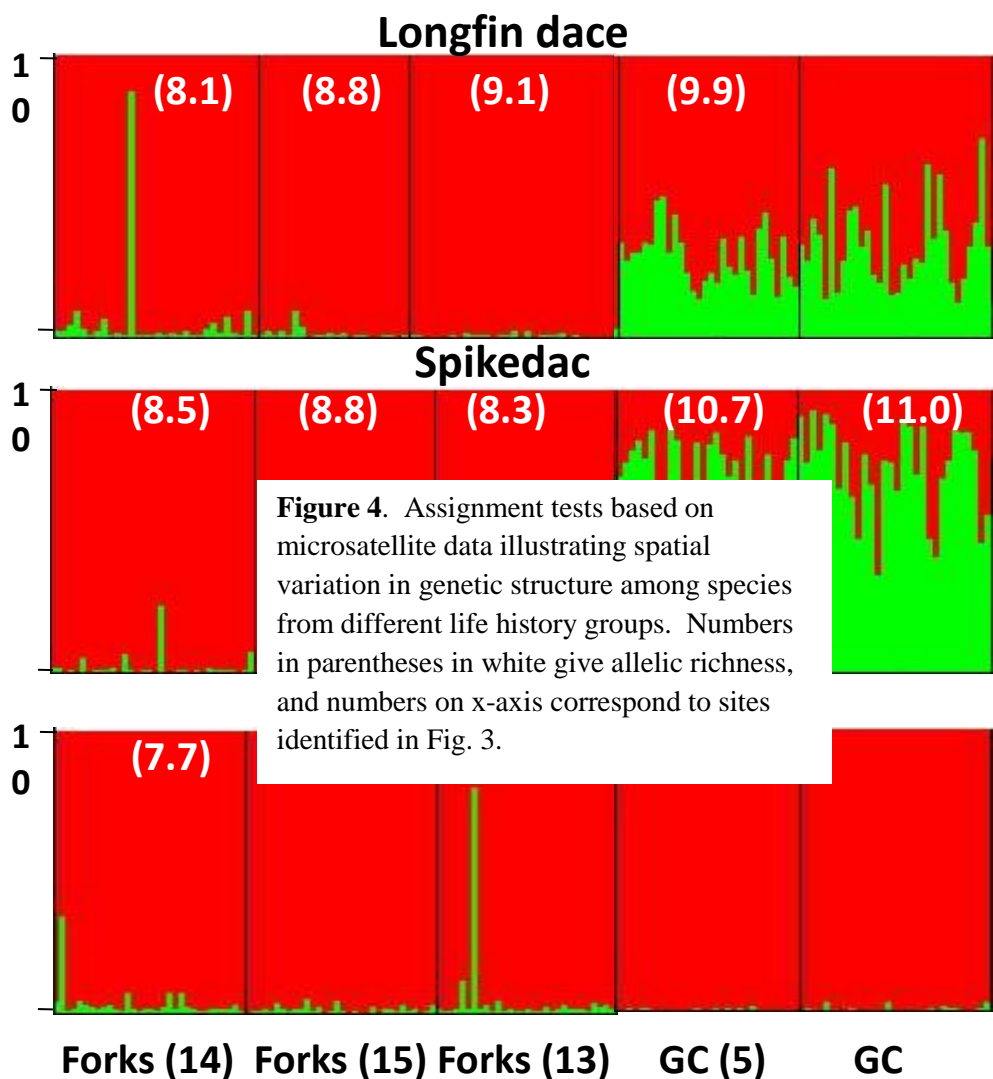 Longfin dace
1
0
(8.1) (8.8) (9.1) (9.9)
Spikedac
1
0
(8.5) (8.8) (8.3) (10.7) (11.0)
Figure 4. Assignment tests based on
microsatellite data illustrating spatial
variation in genetic structure among species
from different life history groups. Numbers
in parentheses in white give allelic richness,
and numbers on x-axis correspond to sites
identified in Fig. 3.
1
0
(7.7)
Forks (14) Forks (15) Forks (13) GC (5) GC